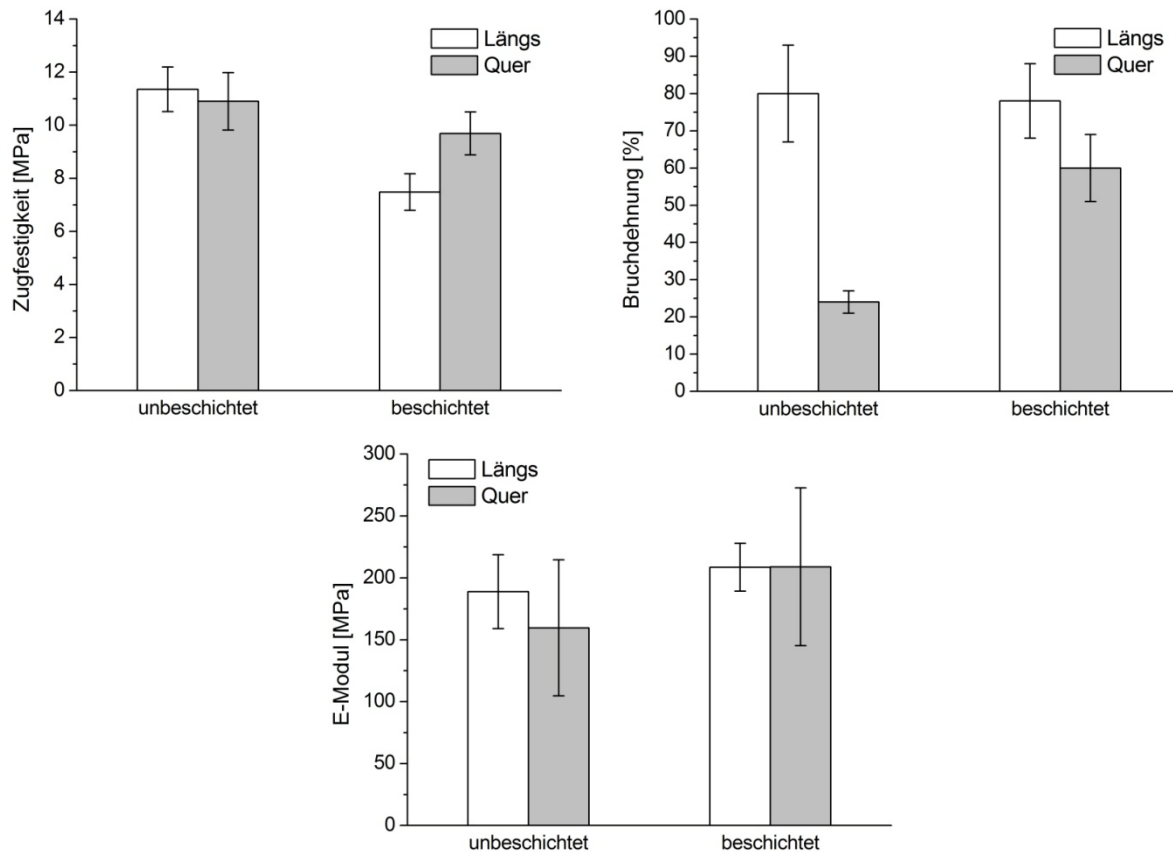 Zugfestigkeit [MPa]
14
12
10
8
6
4
2
0
Längs
Quer
unbeschichtet
beschichtet
Bruchdehnung [%]
100
90
80
70
60
50
40
30
20
10
0
Längs
Quer
unbeschichtet
beschichtet
E-Modul [MPa]
300
250
200
150
100
50
0
Längs
Quer
unbeschichtet
beschichtet